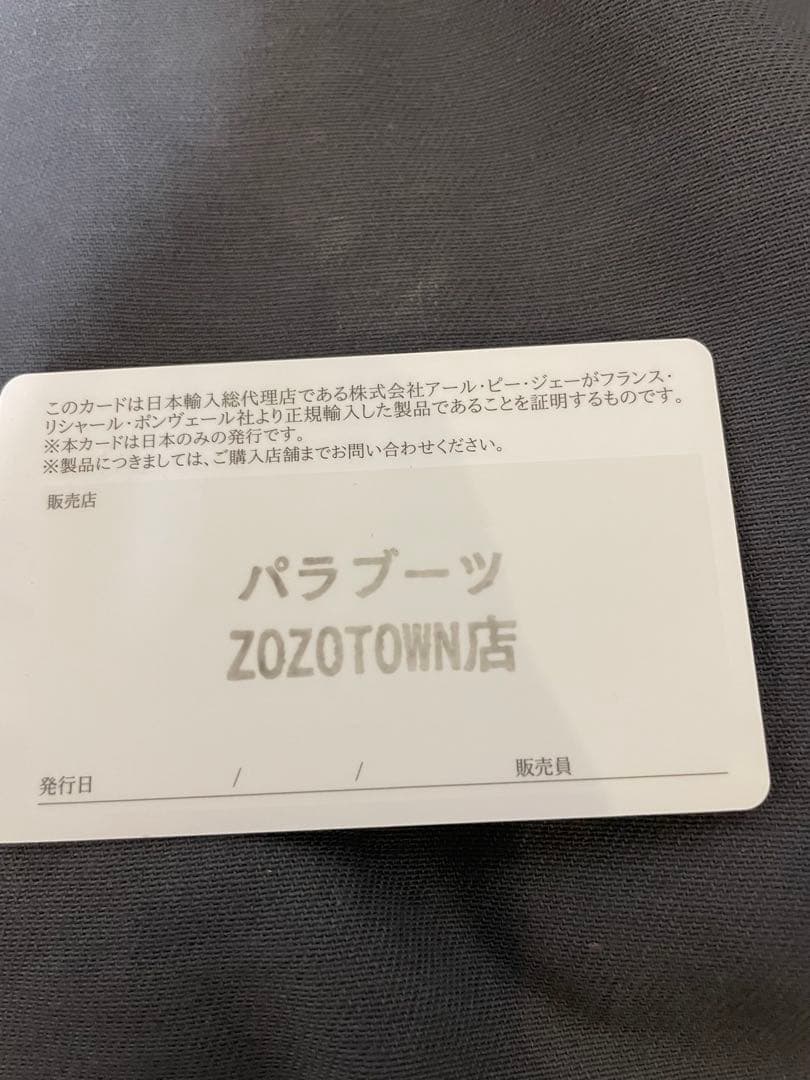 このカードは日本輸入総代理店である株式会社アール・ピー・ジェーがフランス・
リシャール・ポンヴェール社より正規輸入した製品であることを証明するものです。
※本カードは日本のみの発行です。
※製品につきましては、ご購入店舗までお問い合わせください。
販売店
パラブーツ
ZOZOTOWN店
発行日 / / 販売員